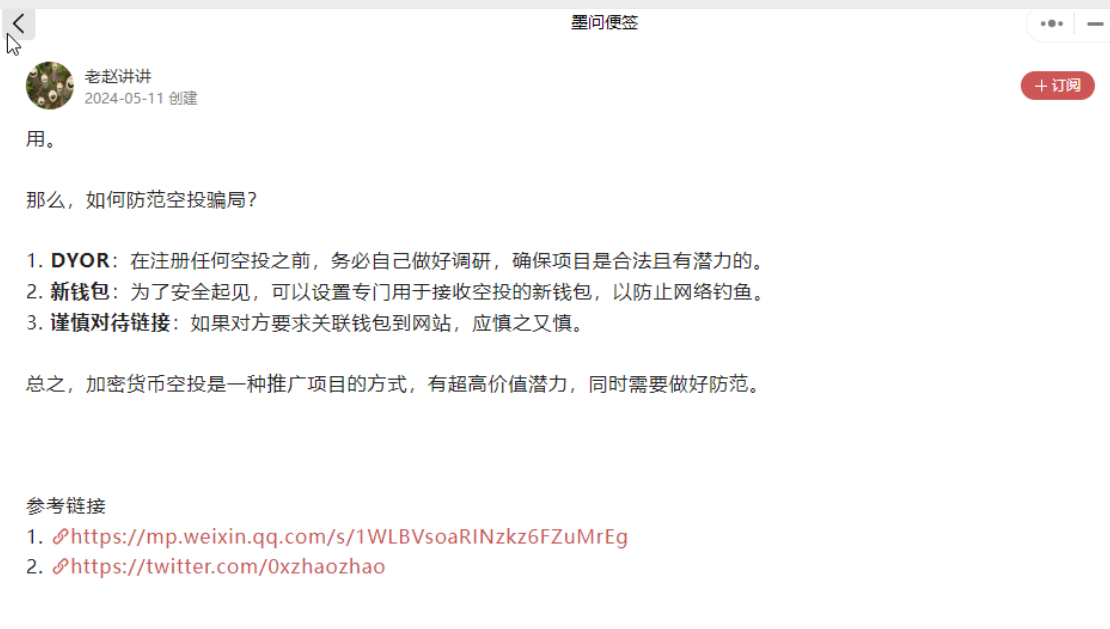 墨问便签
老赵讲讲
2024-05-11 创建
+ 订阅
用。
那么，如何防范空投骗局？
1. DYOR：在注册任何空投之前，务必自己做好调研，确保项目是合法且有潜力的。
2. 新钱包：为了安全起见，可以设置专门用于接收空投的新钱包，以防止网络钓鱼。
3. 谨慎对待链接：如果对方要求关联钱包到网站，应慎之又慎。
总之，加密货币空投是一种推广项目的方式，有超高价值潜力，同时需要做好防范。
参考链接
1. https://mp.weixin.qq.com/s/1WLBVsoaRINzkz6FZuMrEg
2. https://twitter.com/0xzhaozhao